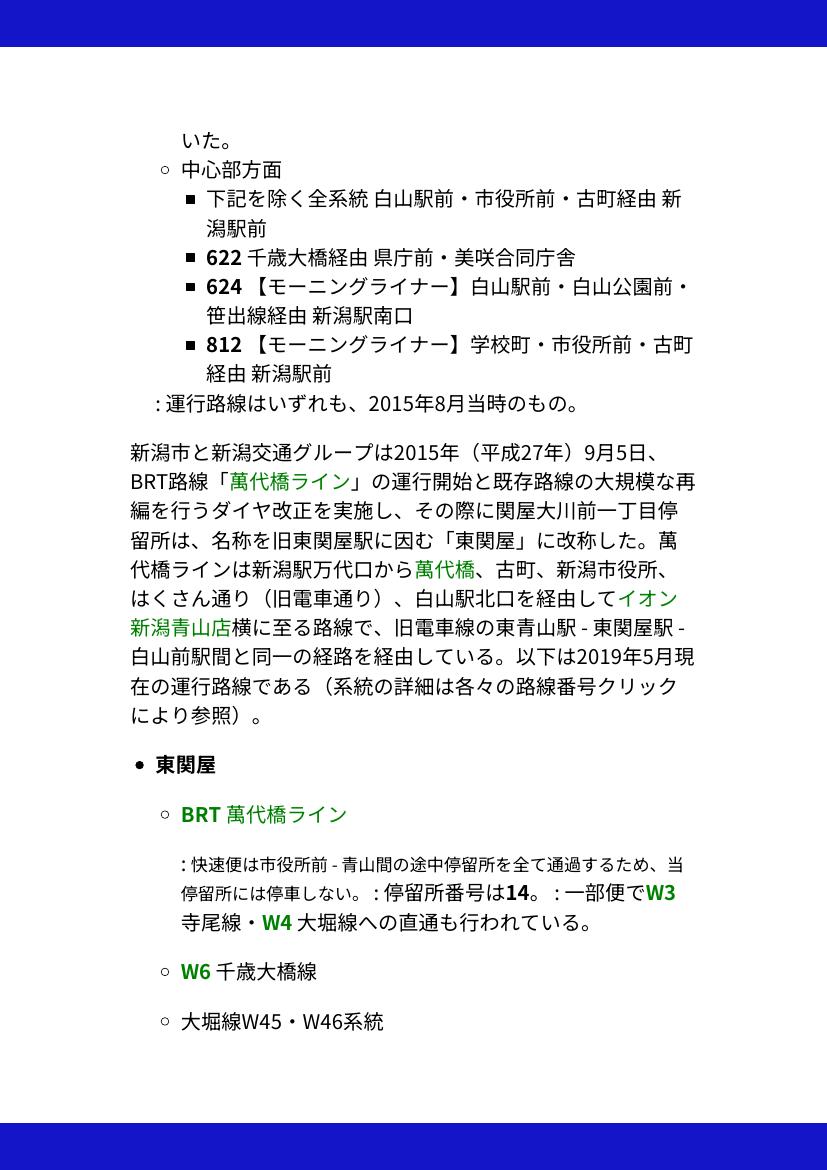 いた。
中心部方面
下記を除く全系統 白山駅前・市役所前・古町経由 新
潟駅前
622 千歳大橋経由 県庁前・美咲合同庁舎
624 【モーニングライナー】白山駅前・白山公園前・
笹出線経由 新潟駅南口
812 【モーニングライナー】学校町・市役所前・古町
経由 新潟駅前
: 運行路線はいずれも、2015年8月当時のもの。
新潟市と新潟交通グループは2015年（平成27年）9月5日、
BRT路線「萬代橋ライン」の運行開始と既存路線の大規模な再
編を行うダイヤ改正を実施し、その際に関屋大川前一丁目停
留所は、名称を旧東関屋駅に因む「東関屋」に改称した。萬
代橋ラインは新潟駅万代口から萬代橋、古町、新潟市役所、
はくさん通り（旧電車通り）、白山駅北口を経由してイオン
新潟青山店横に至る路線で、旧電車線の東青山駅 - 東関屋駅 -
白山前駅間と同一の経路を経由している。以下は2019年5月現
在の運行路線である（系統の詳細は各々の路線番号クリック
により参照）。
東関屋
BRT 萬代橋ライン
: 快速便は市役所前 - 青山間の途中停留所を全て通過するため、当
停留所には停車しない。 : 停留所番号は14。 : 一部便でW3
寺尾線・W4 大堀線への直通も行われている。
W6 千歳大橋線
大堀線W45・W46系統